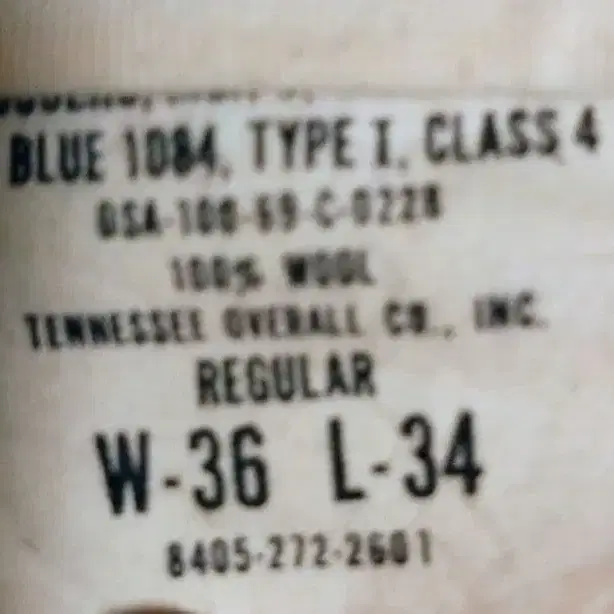 BLUE 1084, TYPE I, CLASS 4
DSA-100-69-C-0228
100% WOOL
TENNESSEE OVERALL CO., INC.
REGULAR
W-36 L-34
8405-272-2601